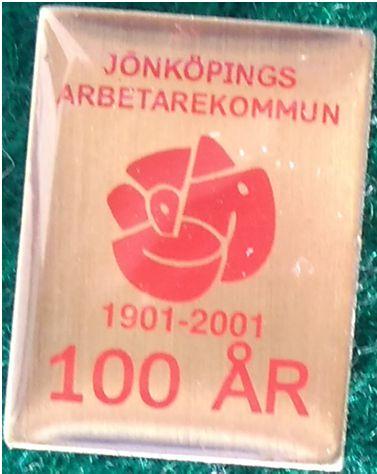 JÖNKÖPINGS
ARBETAREKOMMUN
1901-2001
100 ÅR